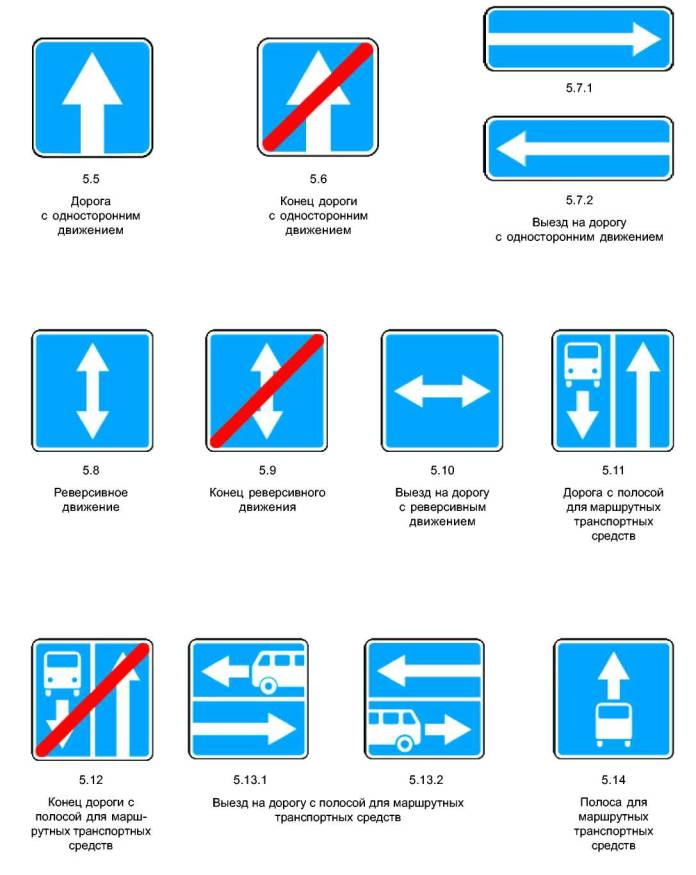 5.5
Дорога
с односторонним
движением
5.6
Конец дороги
с односторонним
движением
5.7.1
5.7.2
Выезд на дорогу
с односторонним движением
5.8
Реверсивное
движение
5.9
Конец реверсивного
движения
5.10
Выезд на дорогу
с реверсивным
движением
5.11
Дорога с полосой
для маршрутных
транспортных
средств
5.12
Конец дороги с
полосой для марш-
рутных транспортных
средств
5.13.1
5.13.2
Выезд на дорогу с полосой для маршрутных
транспортных средств
5.14
Полоса для
маршрутных
транспортных
средств